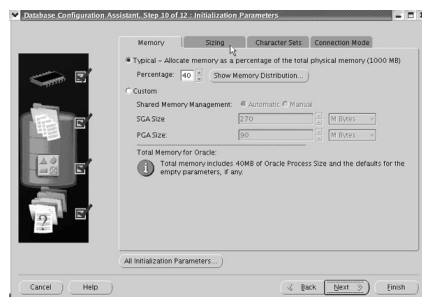 Database Configuration Assistant, Step 10 of 12 : Initialization Parameters
Memory Sizing Character Sets Connection Mode
Typical – Allocate memory as a percentage of the total physical memory (1000 MB)
Percentage: 40 Show Memory Distribution...
Custom
Shared Memory Management: Automatic Manual
SGA Size 270 M Bytes
PGA Size: 90 M Bytes
Total Memory for Oracle:
Total memory includes 40MB of Oracle Process Size and the defaults for the
empty parameters, if any.
All Initialization Parameters...
Cancel Help Back Next Finish